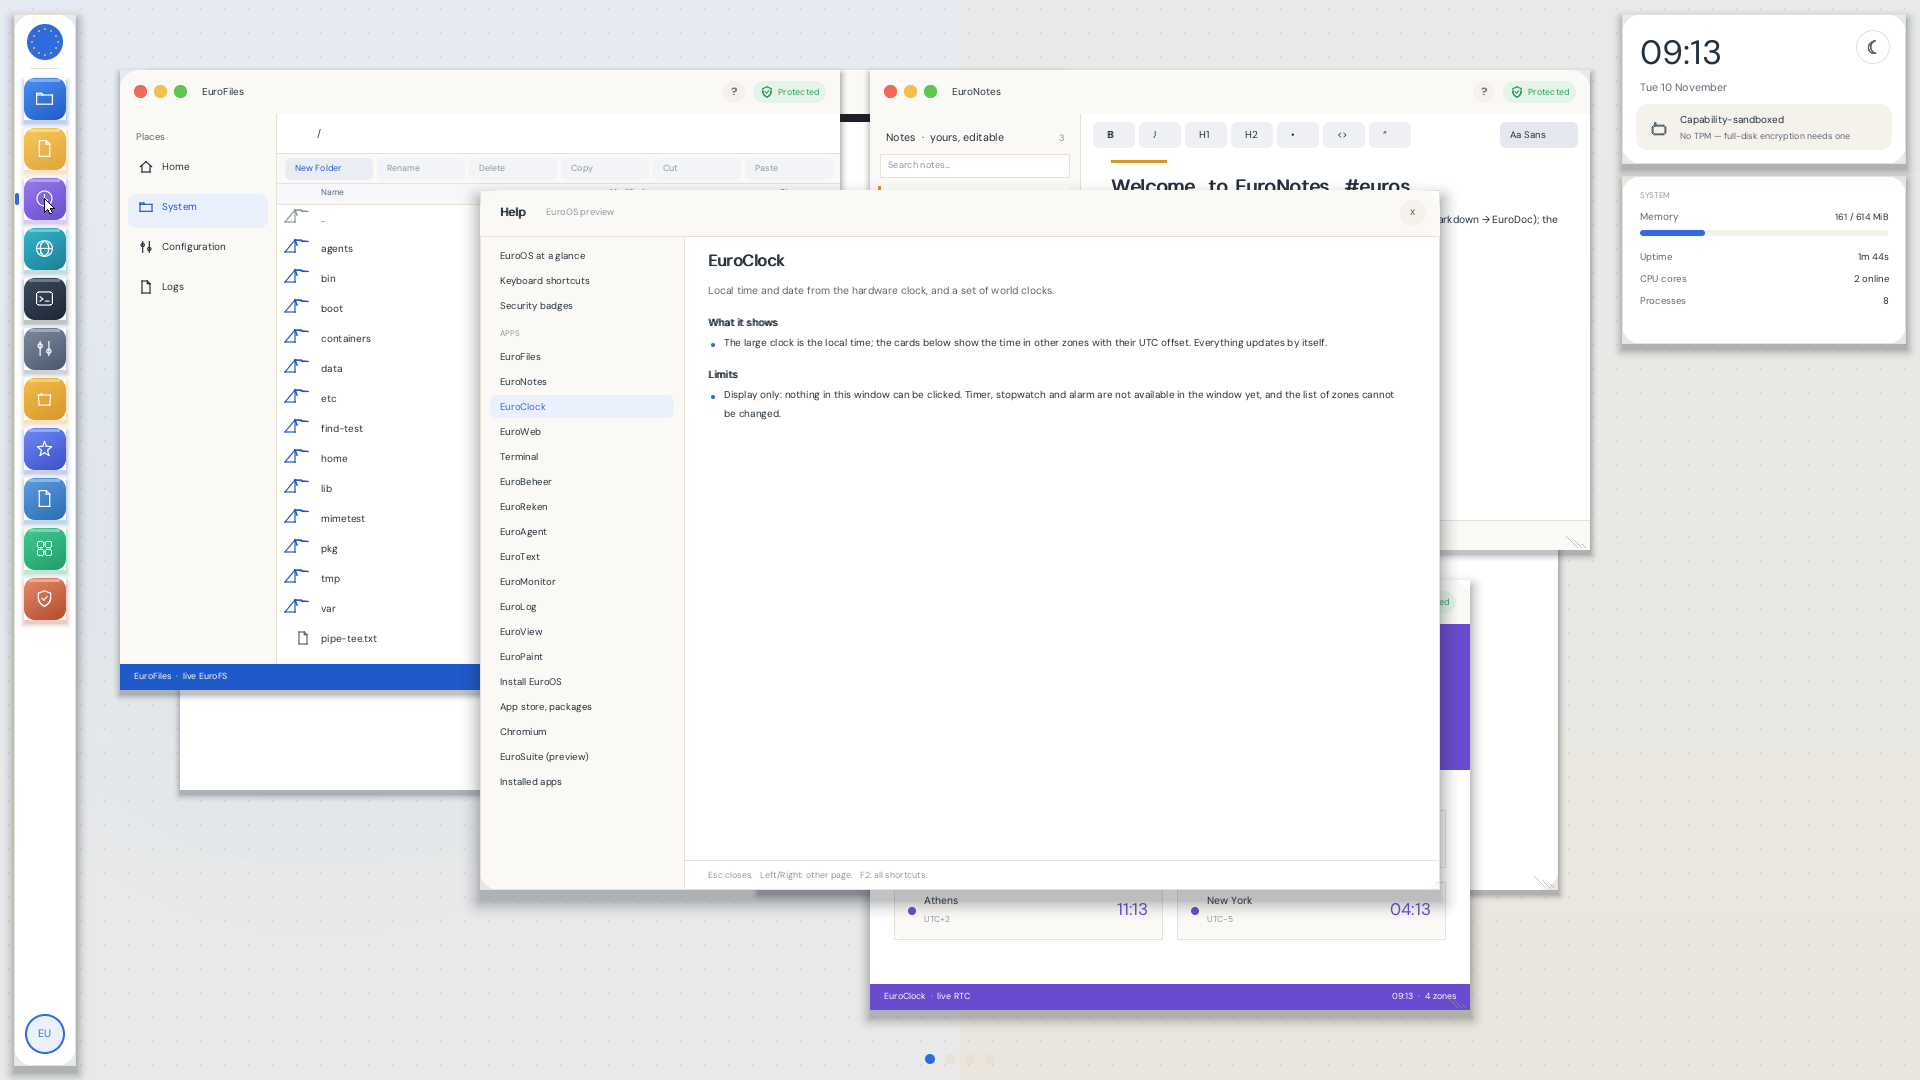 EuroFiles
?
Protected
Places
Home
System
Configuration
Logs
/
New Folder
Rename
Delete
Copy
Cut
Paste
Name
..
agents
bin
boot
containers
data
etc
find-test
home
lib
mimetest
pkg
tmp
var
pipe-tee.txt
EuroFiles · live EuroFS
EuroNotes
?
Protected
Notes · yours, editable
3
Search notes...
B
I
H1
H2
•
<>
"
Aa Sans
Welcome to EuroNotes #euros
arkdown → EuroDoc); the
Help
EuroOS preview
x
EuroOS at a glance
Keyboard shortcuts
Security badges
APPS
EuroFiles
EuroNotes
EuroClock
EuroWeb
Terminal
EuroBeheer
EuroReken
EuroAgent
EuroText
EuroMonitor
EuroLog
EuroView
EuroPaint
Install EuroOS
App store, packages
Chromium
EuroSuite (preview)
Installed apps
EuroClock
Local time and date from the hardware clock, and a set of world clocks.
What it shows
• The large clock is the local time; the cards below show the time in other zones with their UTC offset. Everything updates by itself.
Limits
• Display only: nothing in this window can be clicked. Timer, stopwatch and alarm are not available in the window yet, and the list of zones cannot
be changed.
Esc closes. Left/Right: other page. F2: all shortcuts.
ed
Athens
UTC+2
11:13
New York
UTC-5
04:13
EuroClock · live RTC
09:13 · 4 zones
09:13
Tue 10 November
Capability-sandboxed
No TPM — full-disk encryption needs one
SYSTEM
Memory
161 / 614 MiB
Uptime
1m 44s
CPU cores
2 online
Processes
8
EU